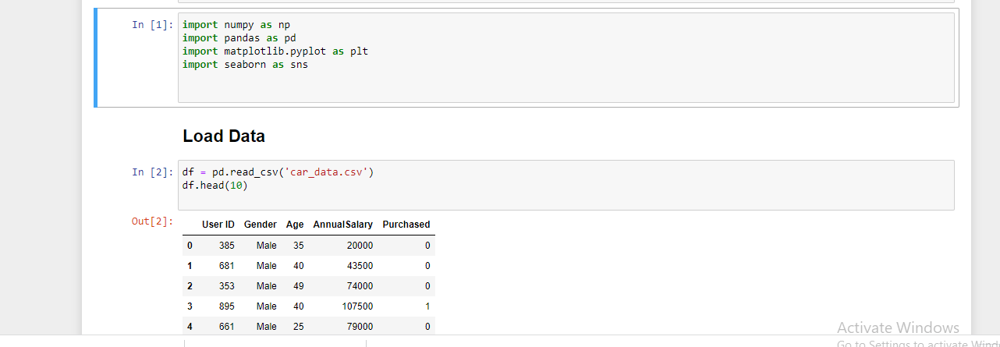 In [1]: import numpy as np
import pandas as pd
import matplotlib.pyplot as plt
import seaborn as sns
Load Data
In [2]: df = pd.read_csv('car_data.csv')
df.head(10)
Out[2]:
User ID Gender Age AnnualSalary Purchased
0 385 Male 35 20000 0
1 681 Male 40 43500 0
2 353 Male 49 74000 0
3 895 Male 40 107500 1
4 661 Male 25 79000 0
Activate Windows
Go to Settings to activate Windows